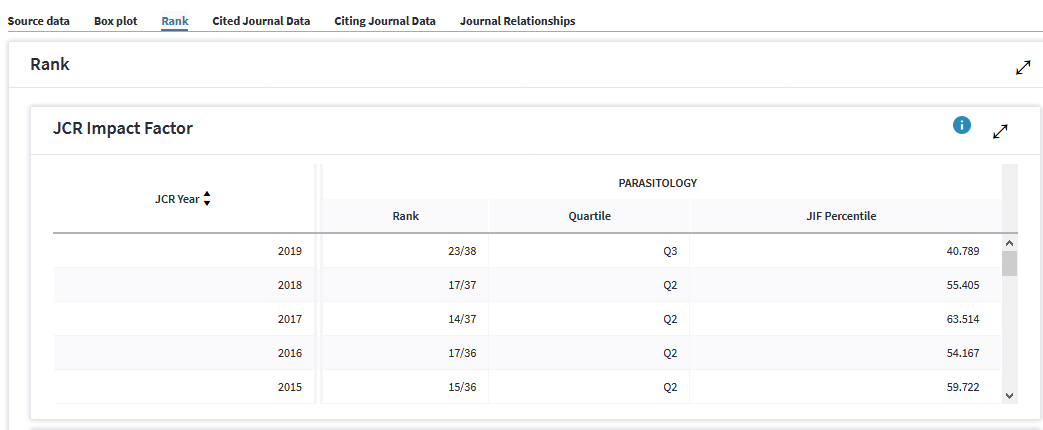 Source data Box plot Rank Cited Journal Data Citing Journal Data Journal Relationships
Rank
JCR Impact Factor
i
PARASITOLOGY
JCR Year
Rank Quartile JIF Percentile
2019 23/38 Q3 40.789
2018 17/37 Q2 55.405
2017 14/37 Q2 63.514
2016 17/36 Q2 54.167
2015 15/36 Q2 59.722